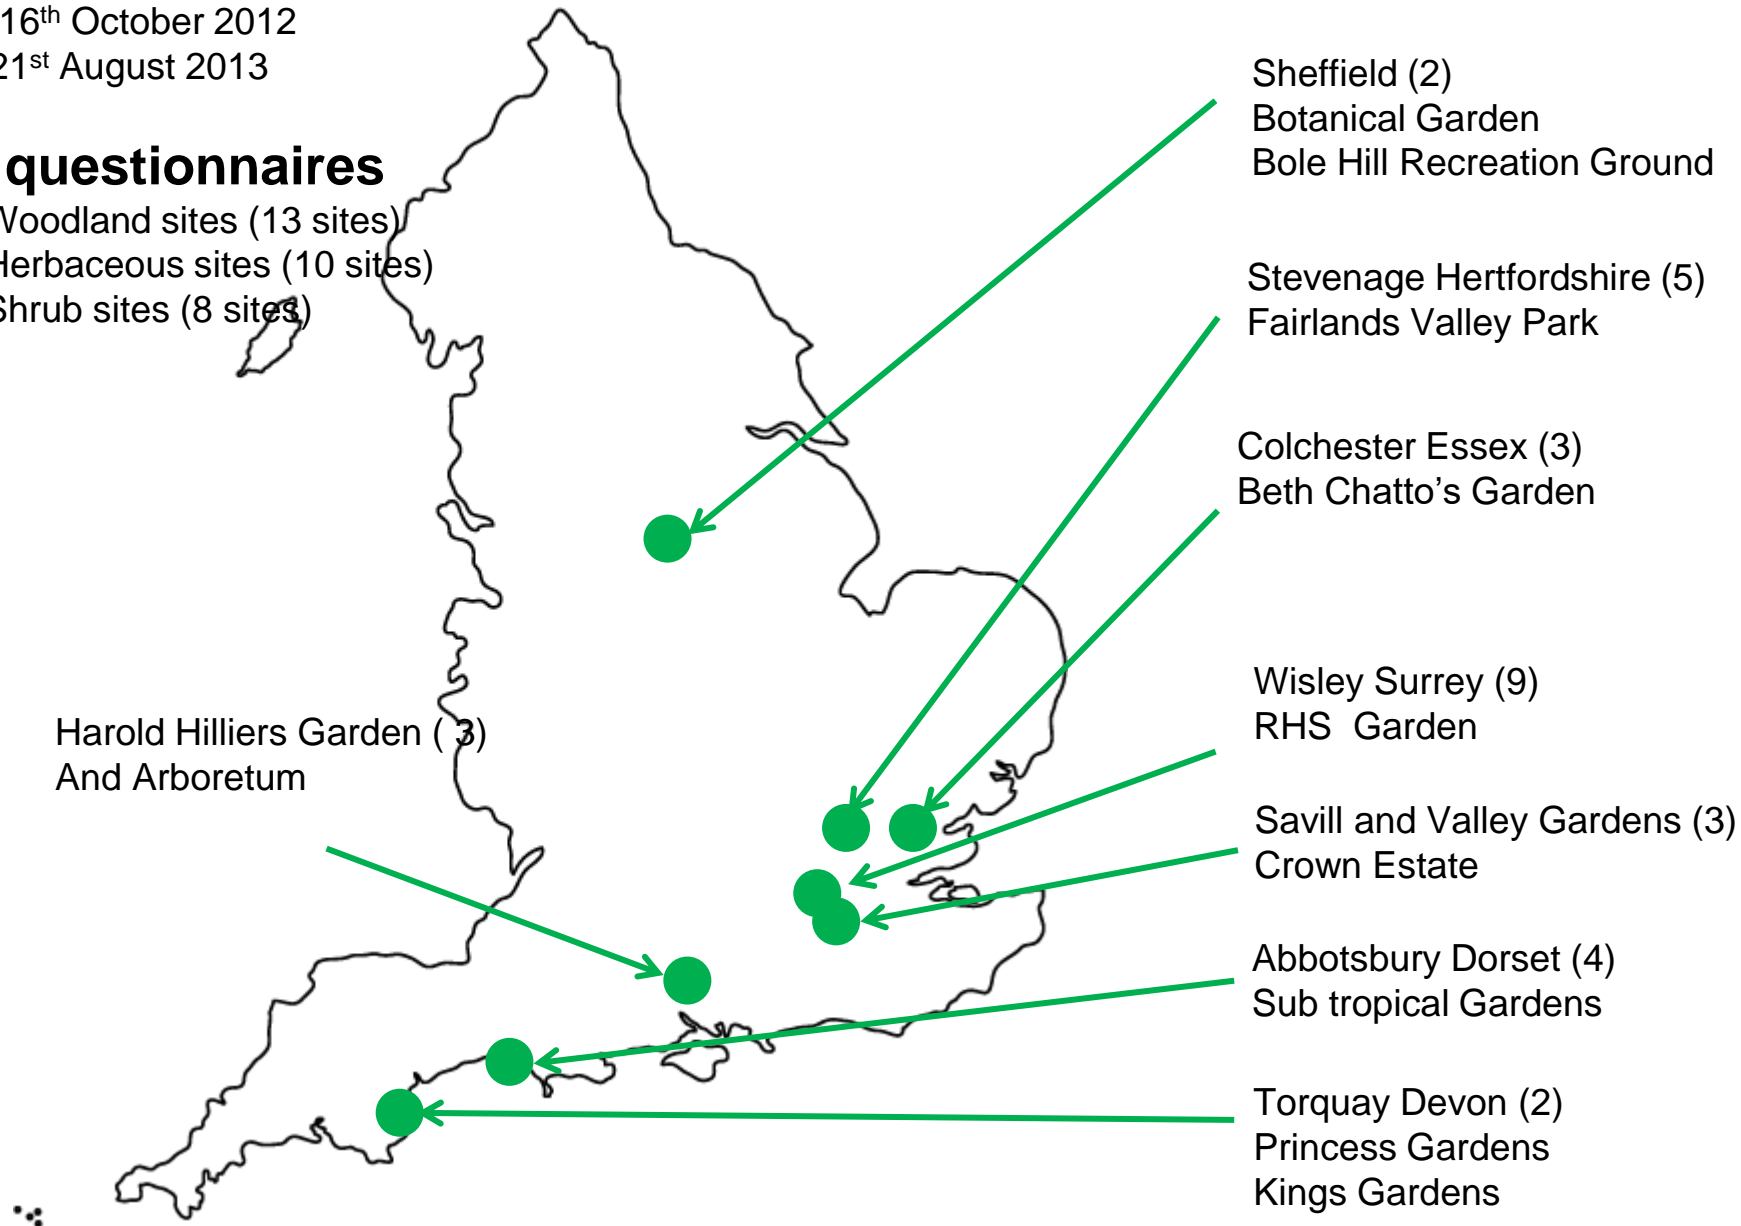 16th October 2012
21st August 2013
questionnaires
Woodland sites (13 sites)
Herbaceous sites (10 sites)
Shrub sites (8 sites)
Sheffield (2)
Botanical Garden
Bole Hill Recreation Ground
Stevenage Hertfordshire (5)
Fairlands Valley Park
Colchester Essex (3)
Beth Chatto’s Garden
Wisley Surrey (9)
RHS  Garden
Harold Hilliers Garden ( 3)
And Arboretum
Savill and Valley Gardens (3)
Crown Estate
Abbotsbury Dorset (4)
Sub tropical Gardens
Torquay Devon (2)
Princess Gardens
Kings Gardens